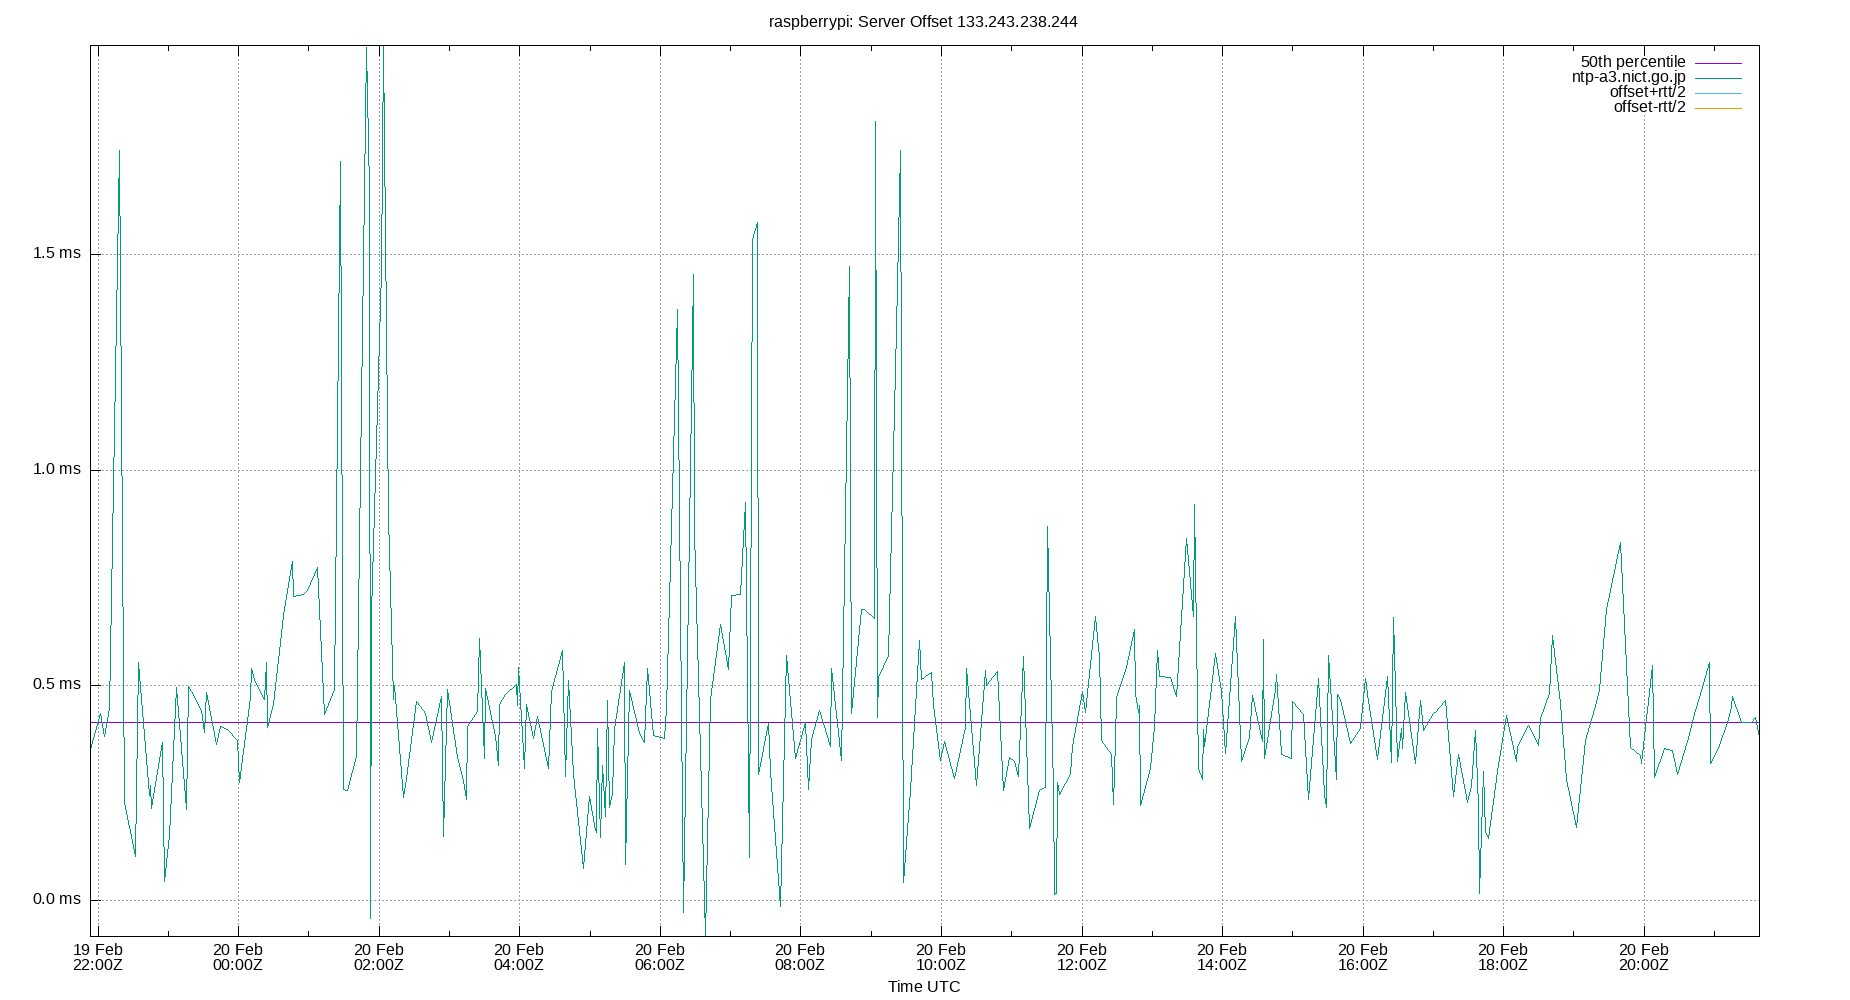 raspberrypi: Server Offset 133.243.238.244
50th percentile
ntp-a3.nict.go.jp
offset+rtt/2
offset-rtt/2
1.5 ms
1.0 ms
0.5 ms
0.0 ms
19 Feb 20 Feb 20 Feb 20 Feb 20 Feb 20 Feb 20 Feb 20 Feb 20 Feb 20 Feb 20 Feb 20 Feb
22:00Z 00:00Z 02:00Z 04:00Z 06:00Z 08:00Z 10:00Z 12:00Z 14:00Z 16:00Z 18:00Z 20:00Z
Time UTC